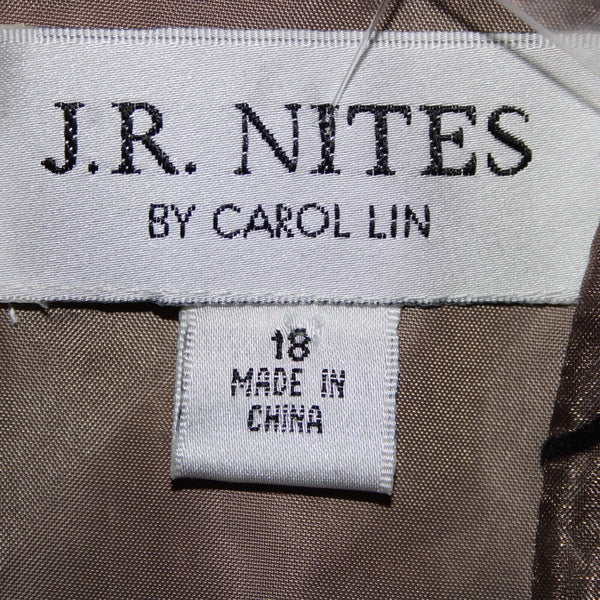 J.R. NITES
BY CAROL LIN
18
MADE IN
CHINA